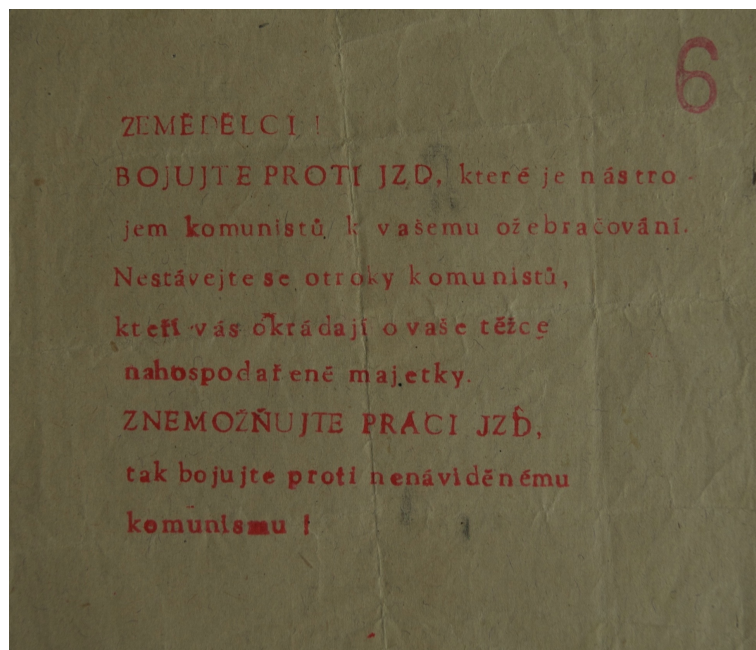 6
ZEMĚDĚLCI !
BOJUJTE PROTI JZD, které je nástro-
jem komunistů k vašemu ožebračování.
Nestávejte se otroky komunistů,
kteří vás okrádají o vaše těžce
nahospodařené majetky.
ZNEMOŽŇUJTE PRÁCI JZD,
tak bojujte proti nenáviděnému
komunismu !